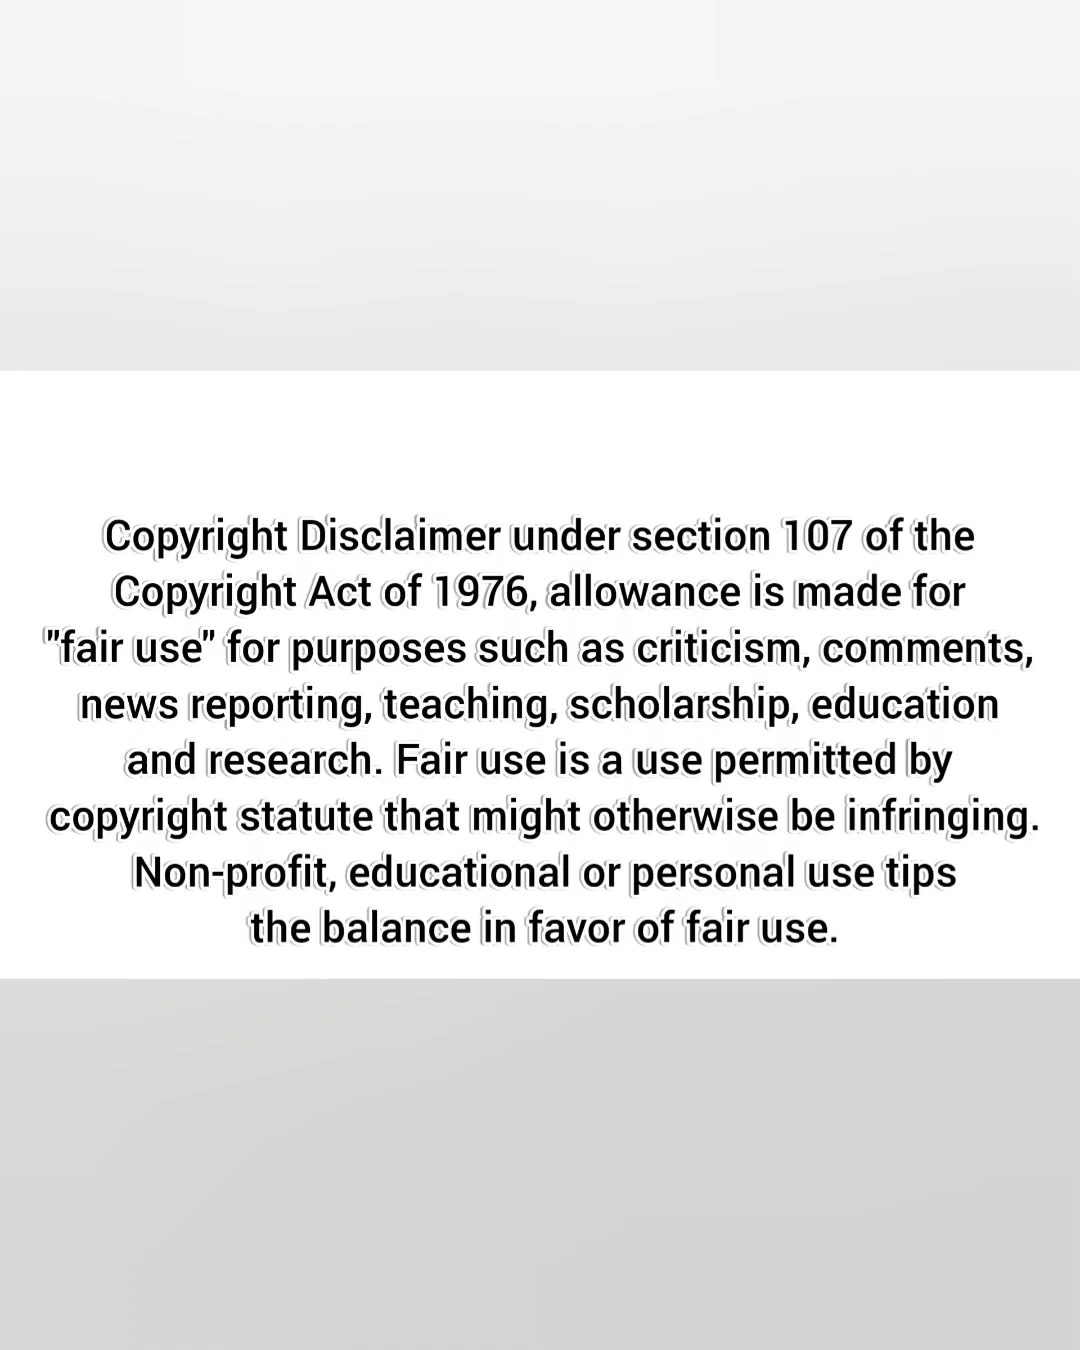 Copyright Disclaimer under section 107 of the
Copyright Act of 1976, allowance is made for
"fair use" for purposes such as criticism, comments,
news reporting, teaching, scholarship, education
and research. Fair use is a use permitted by
copyright statute that might otherwise be infringing.
Non-profit, educational or personal use tips
the balance in favor of fair use.